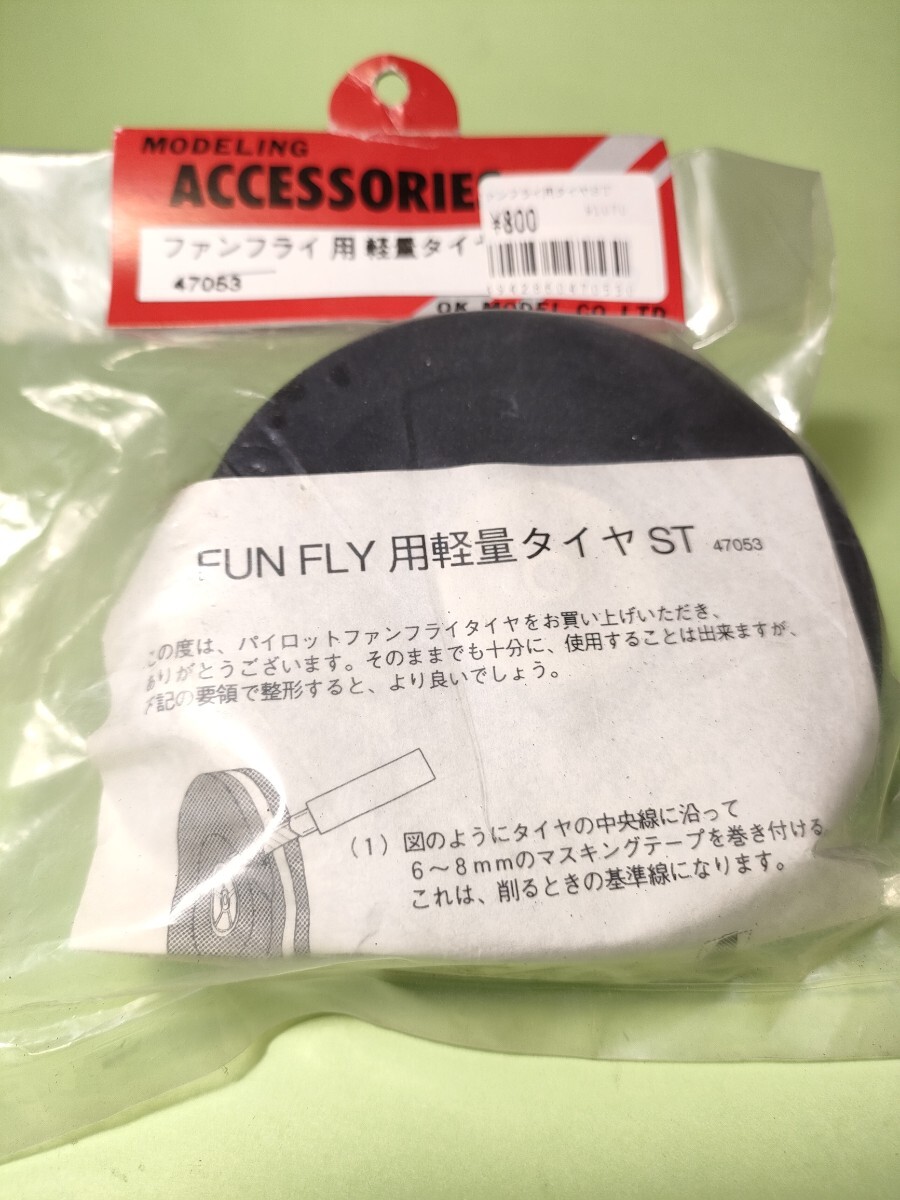 MODELING
ACCESSORIES
ファンフライ 用 軽量タイ
47053
¥800
OK MODEL CO.,LTD
FUN FLY 用軽量タイヤ ST 47053
この度は、パイロットファンフライタイヤをお買い上げいただき、
ありがとうございます。そのままでも十分に、使用することは出来ますが、
下記の要領で整形すると、より良いでしょう。
(1) 図のようにタイヤの中央線に沿って
6～8mmのマスキングテープを巻き付ける
これは、削るときの基準線になります。